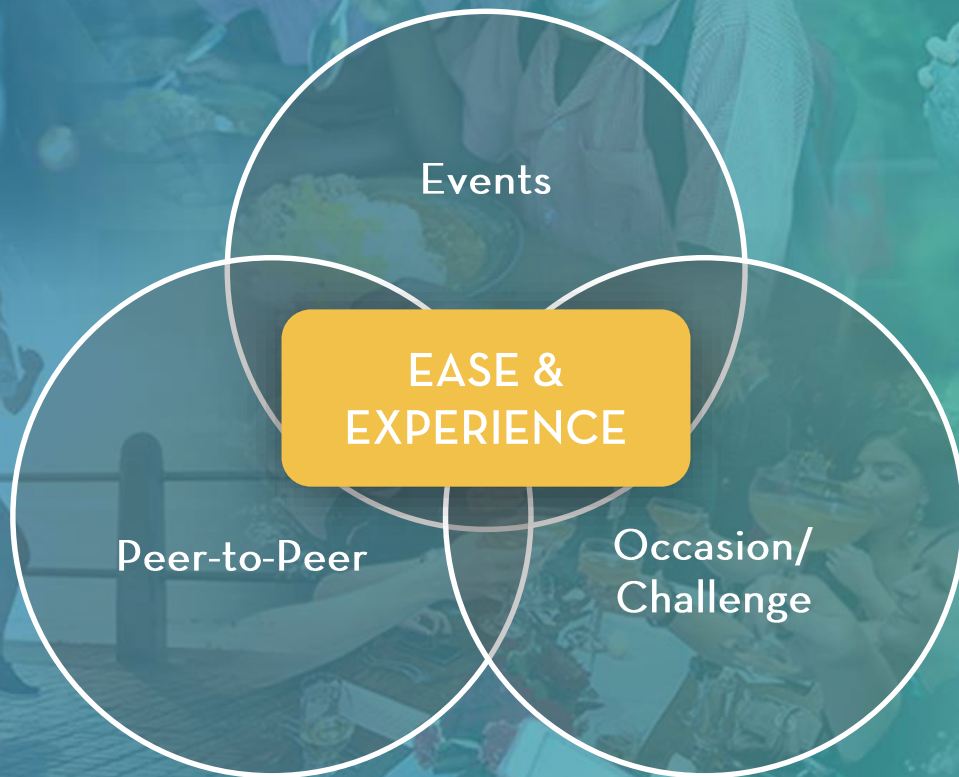 Events
EASE &
EXPERIENCE
Peer-to-Peer
Occasion/
Challenge